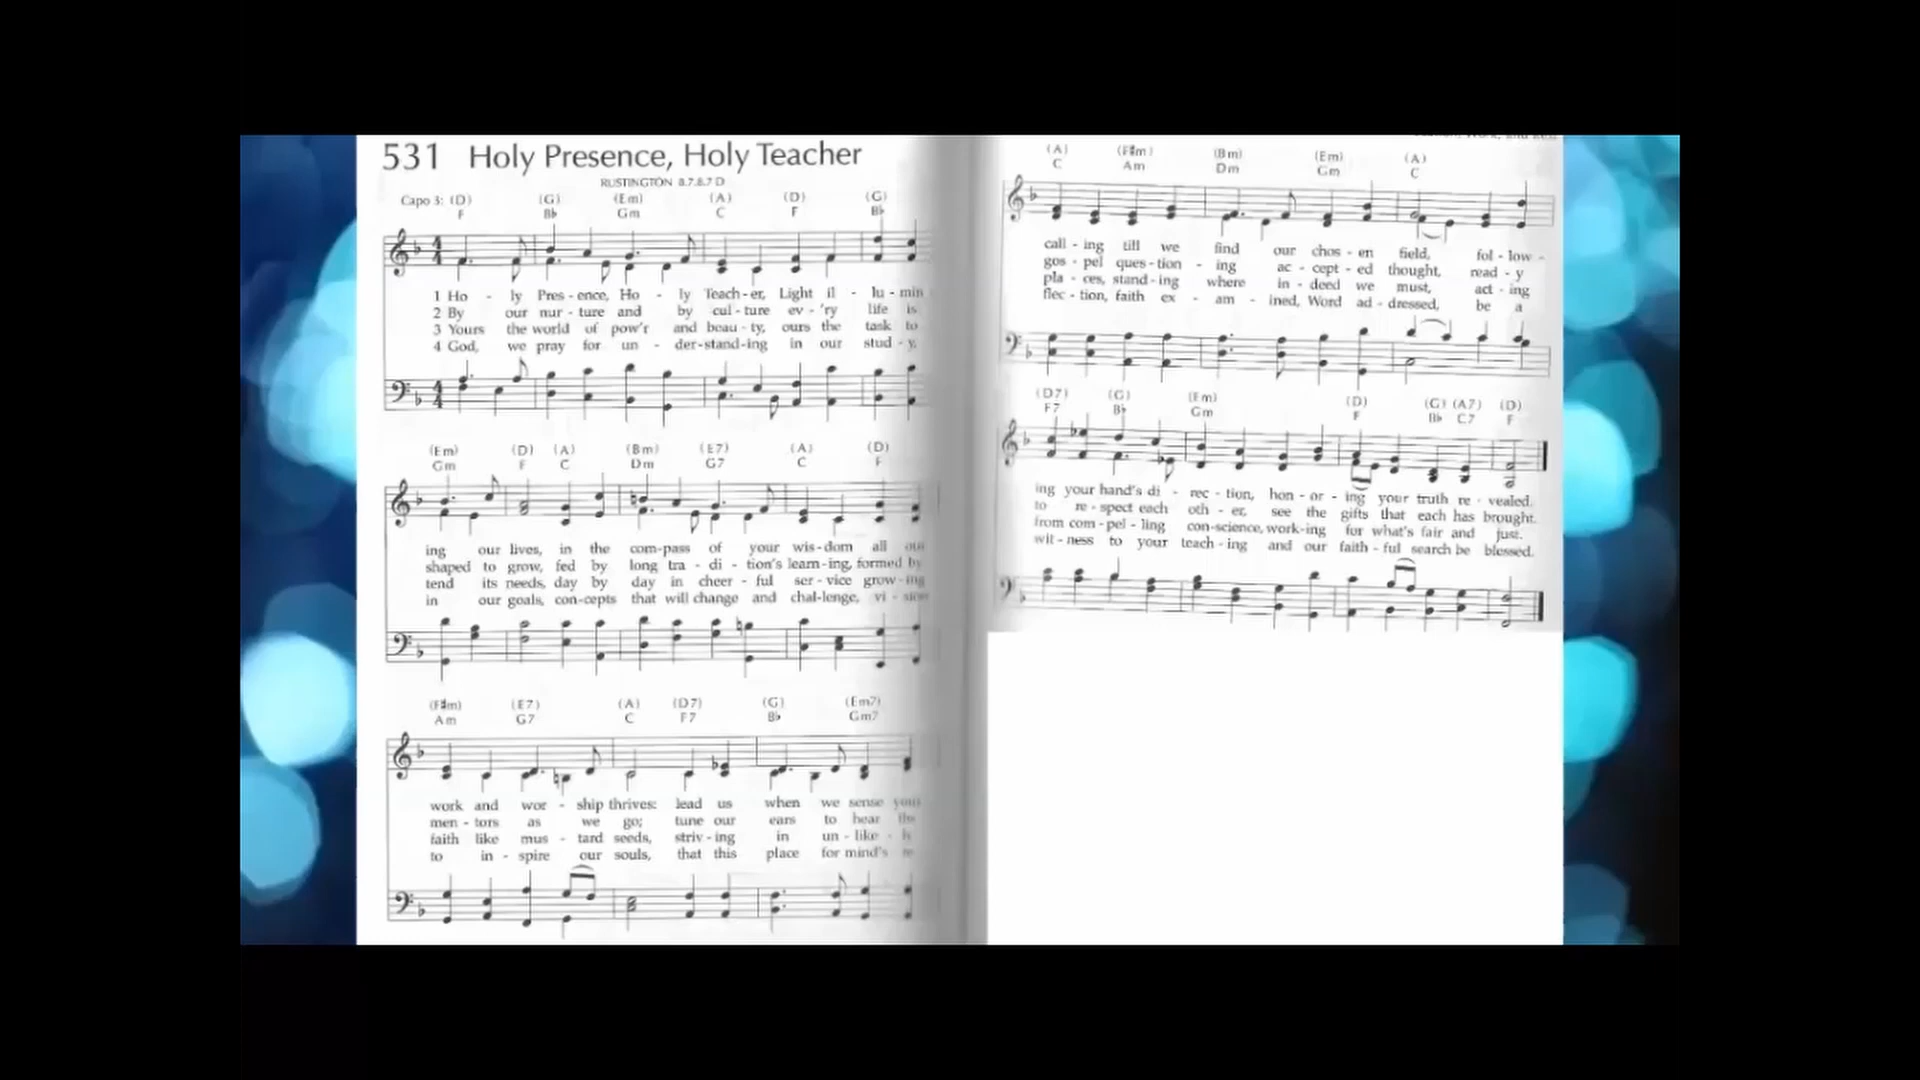 531 Holy Presence, Holy Teacher
RUSTINGTON 8.7.8.7 D
Capo 3: (D) (G) (Em) (A) (D) (G)
F B♭ Gm C F B♭
4
4
1 Ho - ly Pres - ence, Ho - ly Teach - er, Light il - lu - min
2 By our nur - ture and by cul - ture ev - 'ry life is
3 Yours the world of pow'r and beau - ty, ours the task to
4 God, we pray for un - der - stand - ing in our stud - y,
4
4
(Em) (D) (A) (Bm) (E7) (A) (D)
Gm F C Dm G7 C F
ing our lives, in the com - pass of your wis - dom all our
shaped to grow, fed by long tra - di - tion's learn - ing, formed by
tend its needs, day by day in cheer - ful ser - vice grow - ing
in our goals, con - cepts that will change and chal - lenge, vi - sions
(F♯m) (E7) (A) (D7) (G) (Em7)
Am G7 C F7 B♭ Gm7
work and wor - ship thrives: lead us when we sense your
men - tors as we go; tune our ears to hear the
faith like mus - tard seeds, striv - ing in un - like - ly
to in - spire our souls, that this place for mind's re
(A) (F♯m) (Bm) (Em) (A)
C Am Dm Gm C
call - ing till we find our chos - en field, fol - low -
gos - pel ques - tion - ing ac - cept - ed thought, read - y
pla - ces, stand - ing where in - deed we must, act - ing
flec - tion, faith ex - am - ined, Word ad - dressed, be a
(D7) (G) (Em) (D) (G) (A7) (D)
F7 B♭ Gm F B♭ C7 F
ing your hand's di - rec - tion, hon - or - ing your truth re - vealed.
to re - spect each oth - er, see the gifts that each has brought.
from com - pel - ling con - science, work - ing for what's fair and just.
wit - ness to your teach - ing and our faith - ful search be blessed.